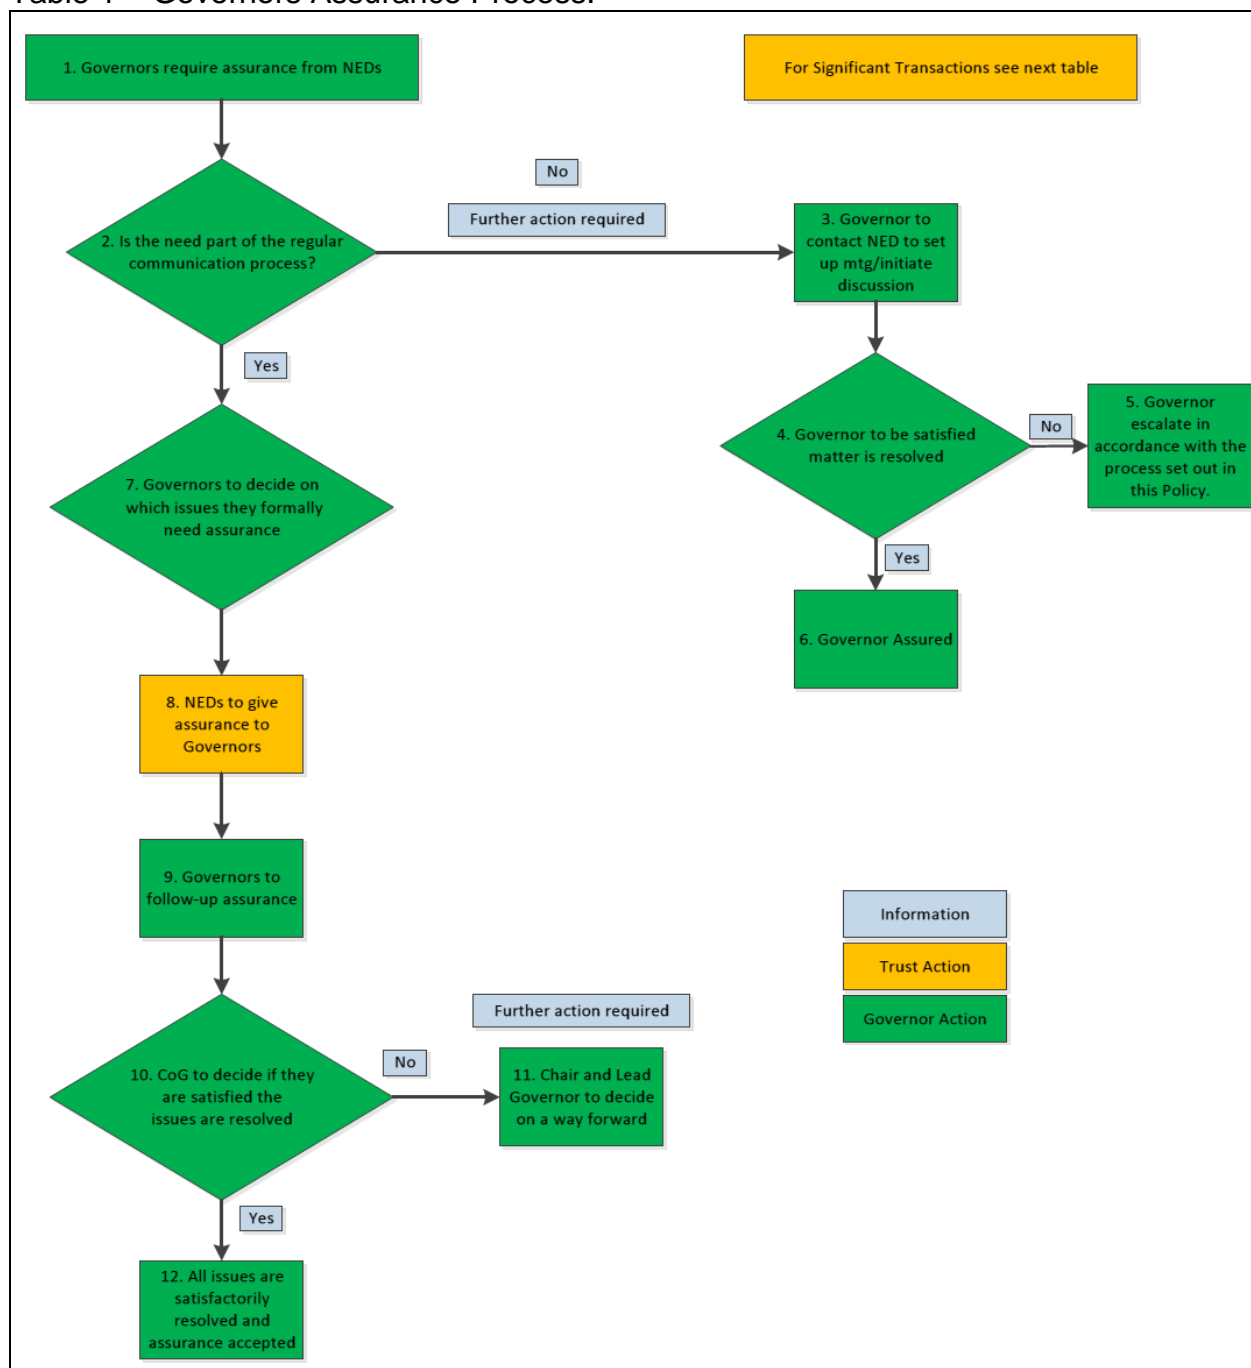 Table 1 – Governors Assurance Process.
1. Governors require assurance from NEDs
For Significant Transactions see next table
No
Further action required
2. Is the need part of the regular
communication process?
3. Governor to
contact NED to set
up mtg/initiate
discussion
Yes
4. Governor to be satisfied
matter is resolved
No
5. Governor
escalate in
accordance with the
process set out in
this Policy.
7. Governors to decide on
which issues they formally
need assurance
Yes
6. Governor Assured
8. NEDs to give
assurance to
Governors
9. Governors to
follow-up assurance
Information
Trust Action
Governor Action
Further action required
10. CoG to decide if they
are satisfied the
issues are resolved
No
11. Chair and Lead
Governor to decide
on a way forward
Yes
12. All issues are
satisfactorily
resolved and
assurance accepted